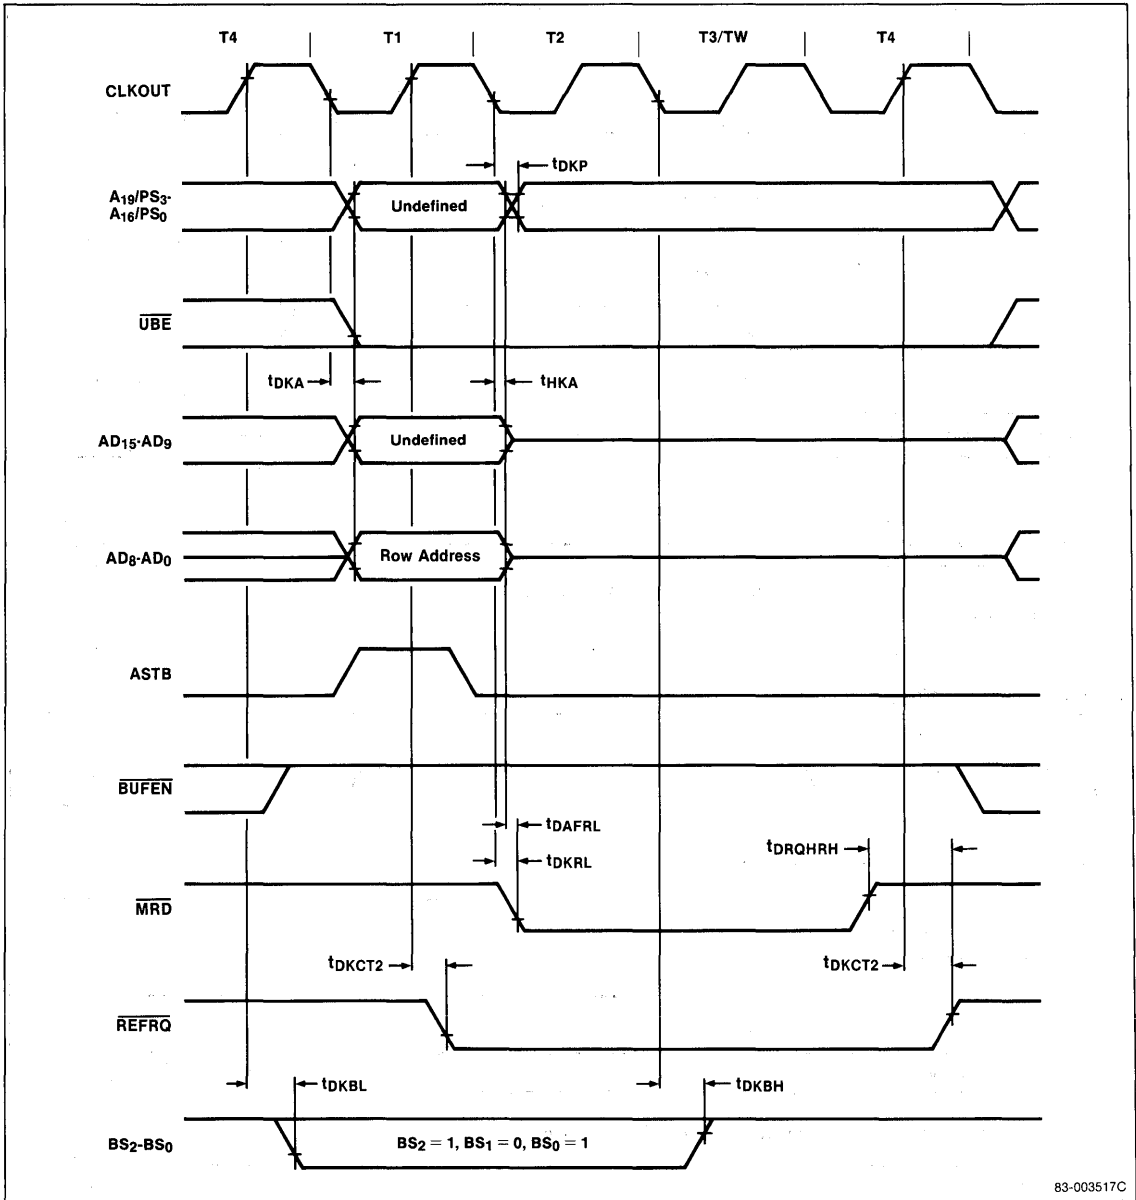 T4 T1 T2 T3/TW T4
CLKOUT
tDKP
A19/PS3-
A16/PS0
Undefined
UBE
tDKA
tHKA
AD15-AD9
Undefined
AD8-AD0
Row Address
ASTB
BUFEN
tDAFRL
tDRQHRH
tDKRL
MRD
tDKCT2
tDKCT2
REFRQ
tDKBL
tDKBH
BS2-BS0
BS2 = 1, BS1 = 0, BS0 = 1
83-003517C